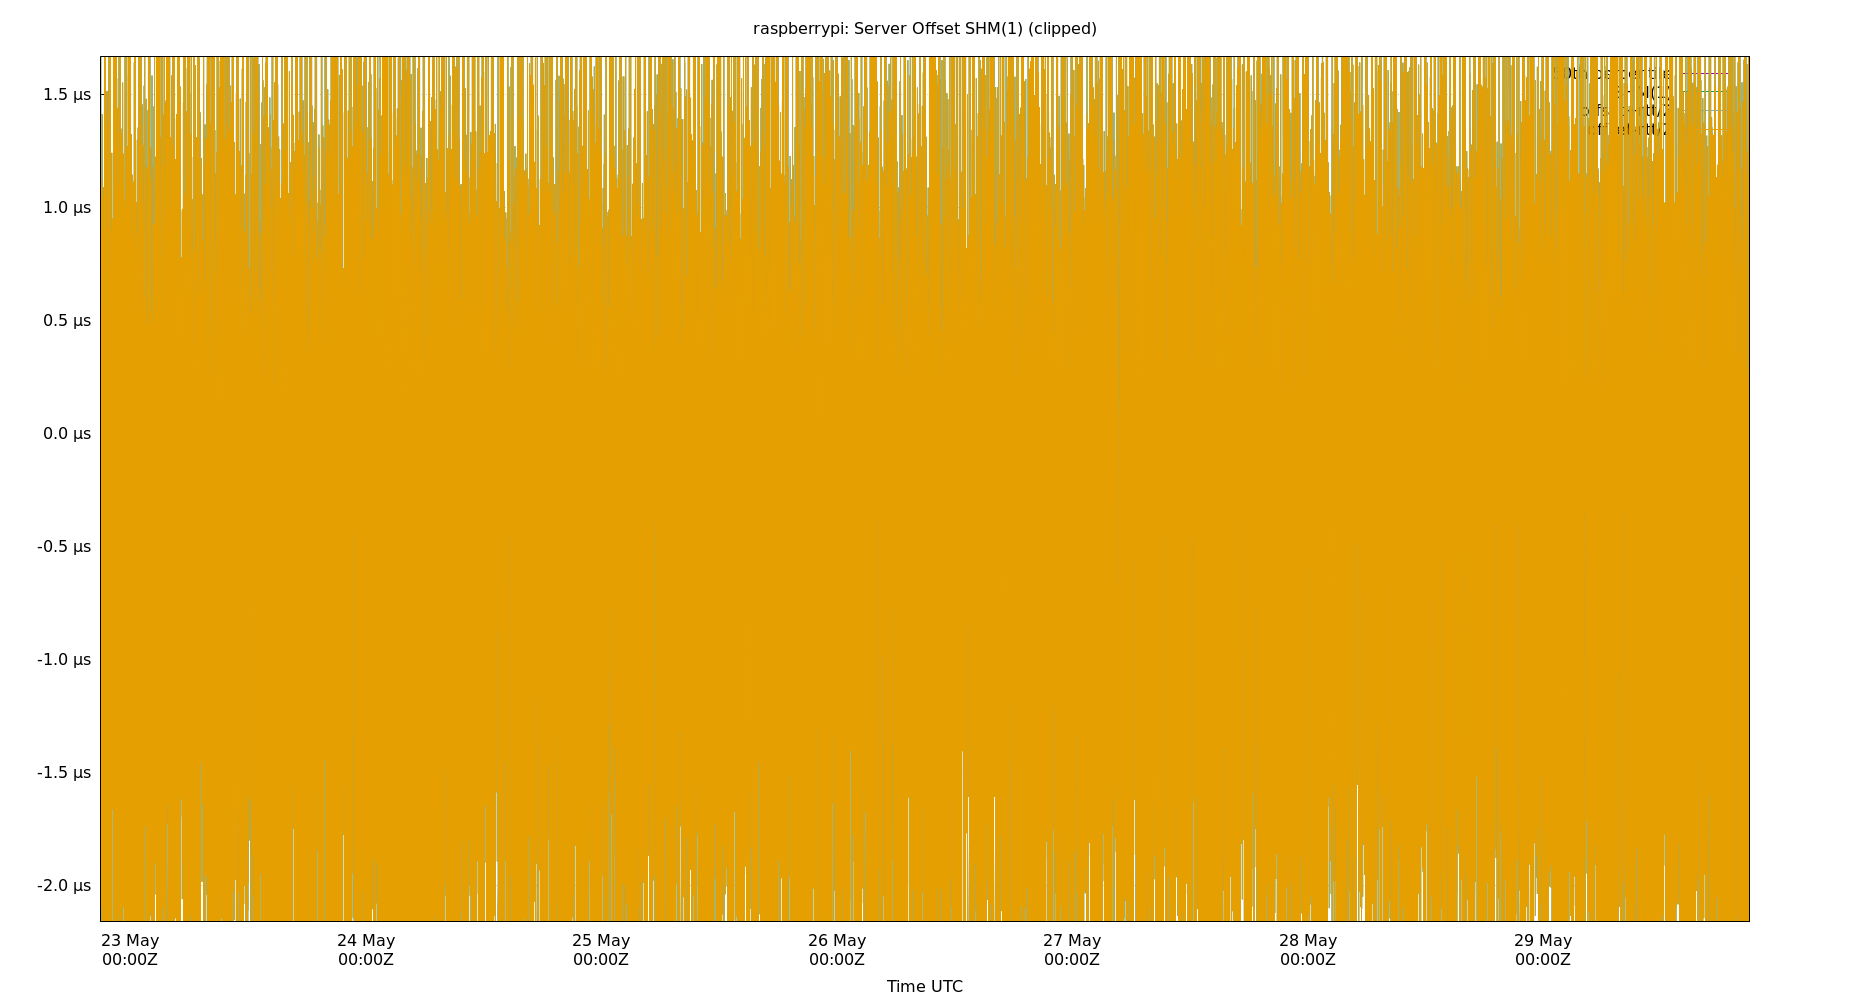 raspberrypi: Server Offset SHM(1) (clipped)
1.5 µs
1.0 µs
0.5 µs
0.0 µs
-0.5 µs
-1.0 µs
-1.5 µs
-2.0 µs
23 May 24 May 25 May 26 May 27 May 28 May 29 May
00:00Z 00:00Z 00:00Z 00:00Z 00:00Z 00:00Z 00:00Z
Time UTC